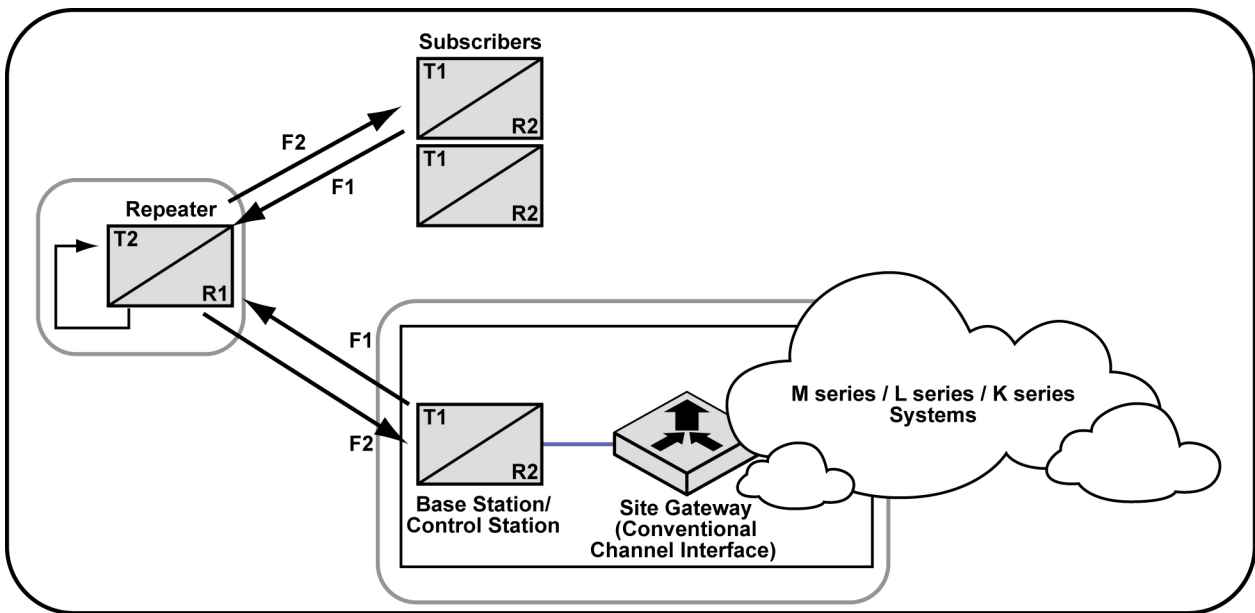 Subscribers
T1
R2
T1
R2
F2
F1
Repeater
T2
R1
F1
F2
T1
R2
Base Station/
Control Station
Site Gateway
(Conventional
Channel Interface)
M series / L series / K series
Systems